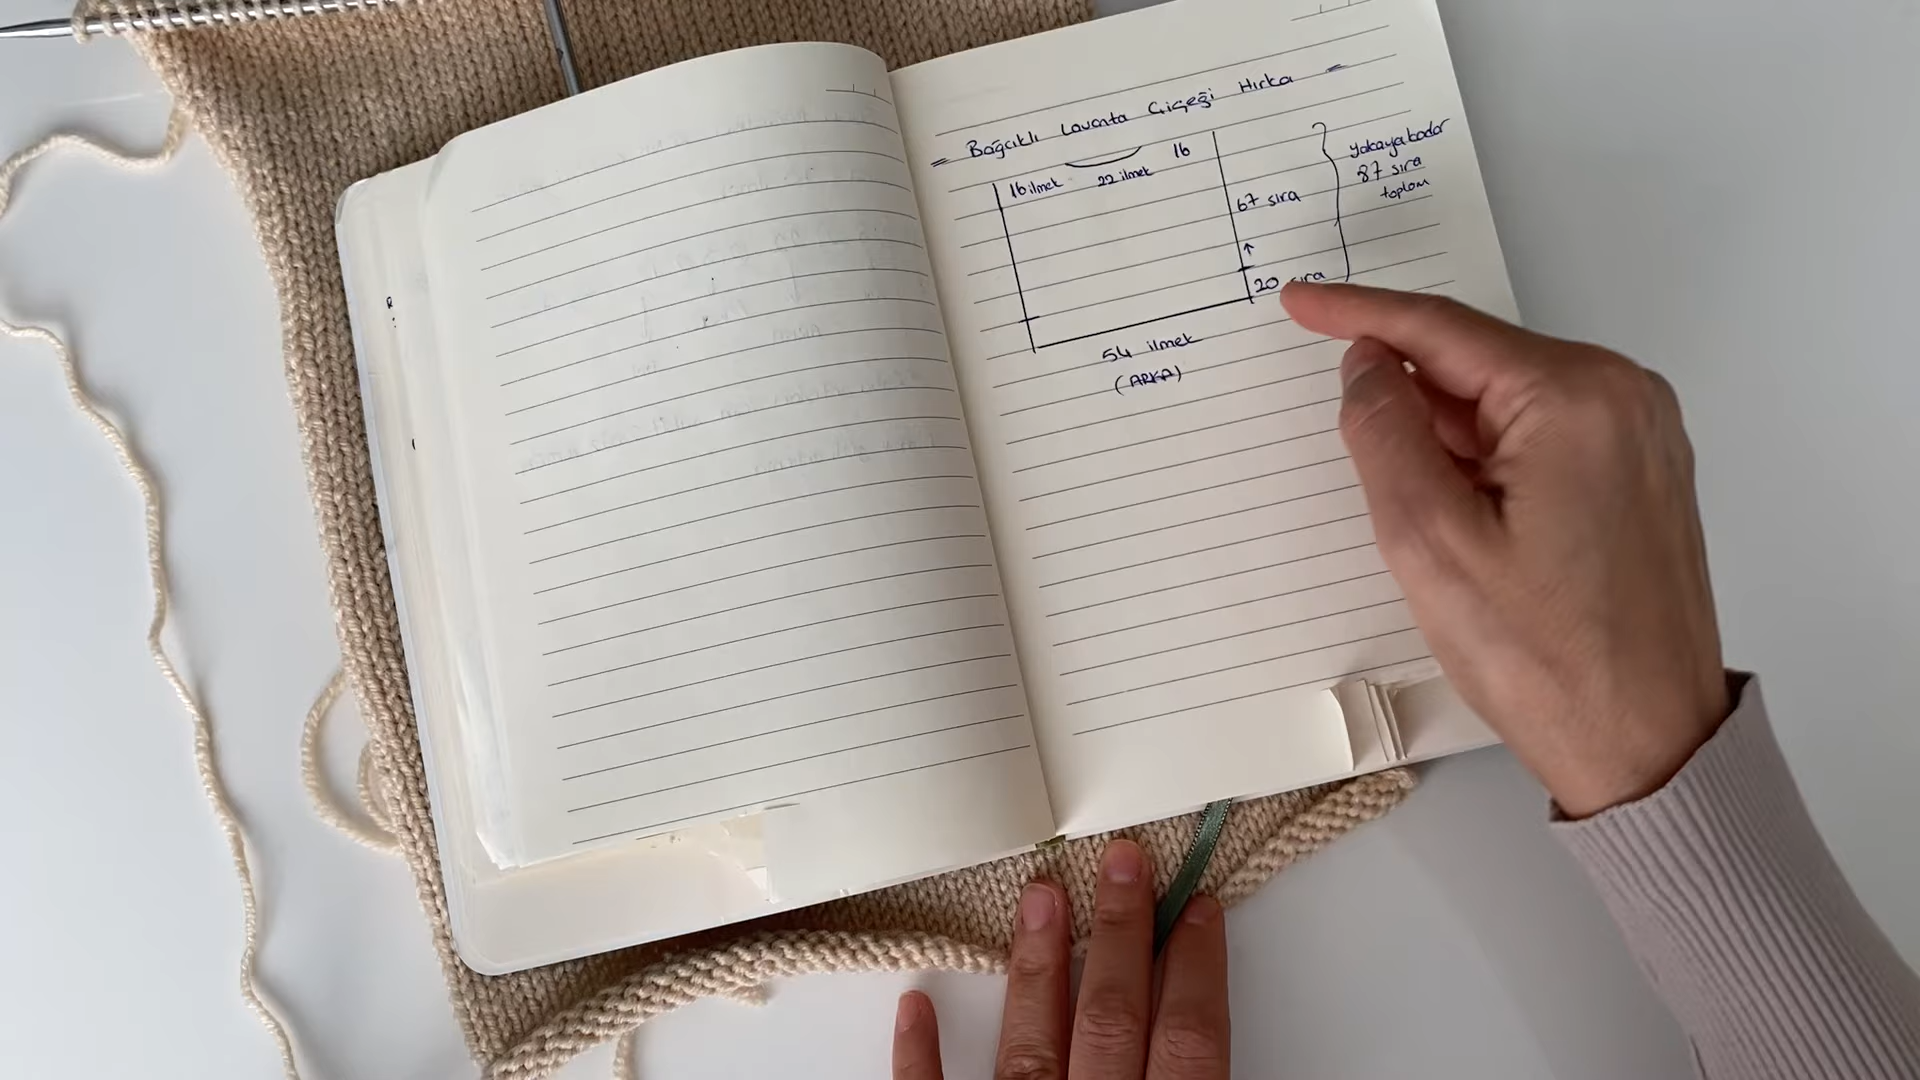 = Bağcıklı Lavanta Çiçeği Hırka =
16 ilmek 22 ilmek 16
67 sıra
20 sıra
yakaya kadar
87 sıra
toplam
54 ilmek
(ARKA)